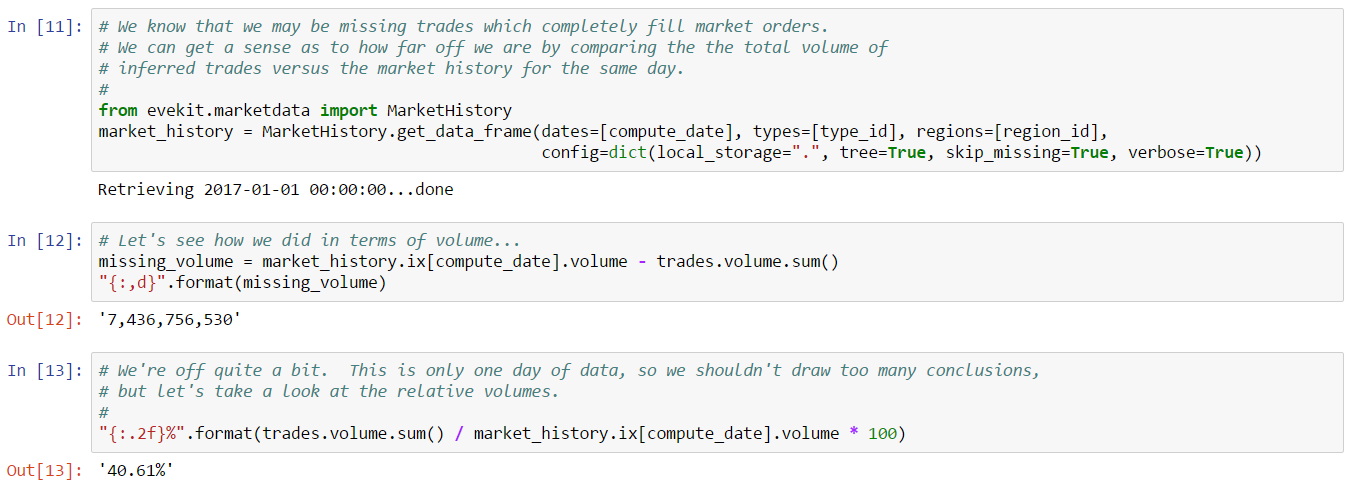 In [11]: # We know that we may be missing trades which completely fill market orders.
# We can get a sense as to how far off we are by comparing the the total volume of
# inferred trades versus the market history for the same day.
#
from evekit.marketdata import MarketHistory
market_history = MarketHistory.get_data_frame(dates=[compute_date], types=[type_id], regions=[region_id],
config=dict(local_storage=".", tree=True, skip_missing=True, verbose=True))
Retrieving 2017-01-01 00:00:00...done
In [12]: # Let's see how we did in terms of volume...
missing_volume = market_history.ix[compute_date].volume - trades.volume.sum()
"{:,d}".format(missing_volume)
Out[12]: '7,436,756,530'
In [13]: # We're off quite a bit.  This is only one day of data, so we shouldn't draw too many conclusions,
# but let's take a look at the relative volumes.
#
"{:.2f}%".format(trades.volume.sum() / market_history.ix[compute_date].volume * 100)
Out[13]: '40.61%'